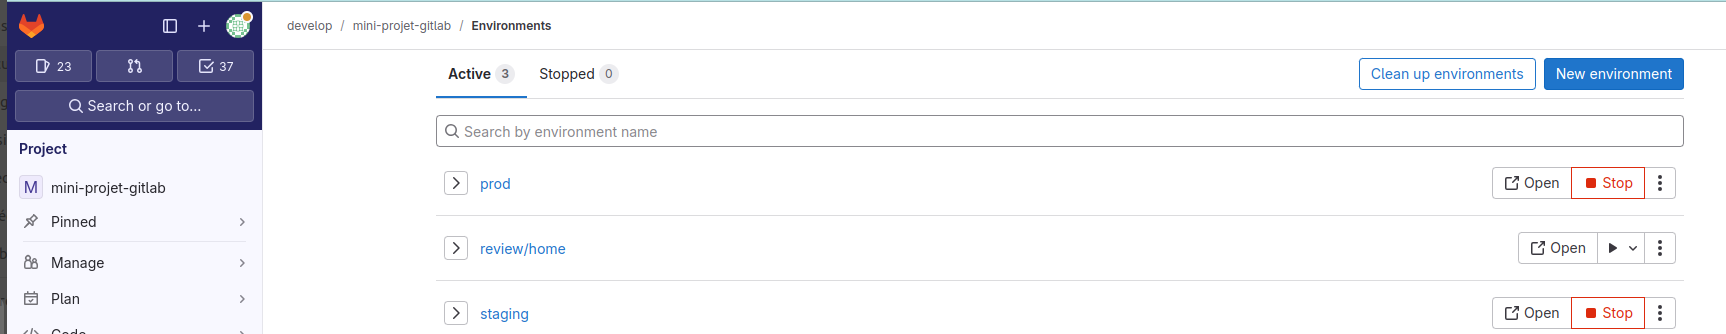 develop / mini-projet-gitlab / Environments
23
37
Search or go to...
Project
M mini-projet-gitlab
Pinned
Manage
Plan
Active 3 Stopped 0
Clean up environments New environment
Search by environment name
prod Open Stop
review/home Open
staging Open Stop